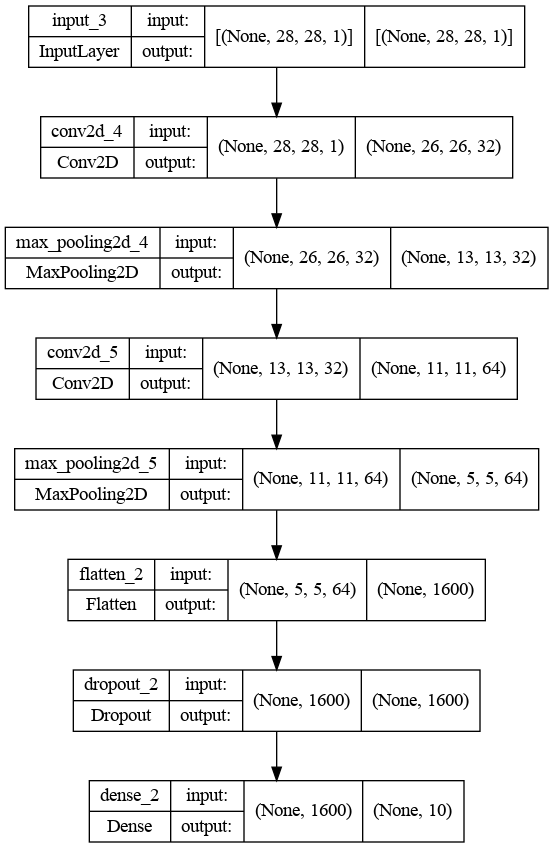 input_3 input: [(None, 28, 28, 1)] [(None, 28, 28, 1)]
InputLayer output:
conv2d_4 input: (None, 28, 28, 1) (None, 26, 26, 32)
Conv2D output:
max_pooling2d_4 input: (None, 26, 26, 32) (None, 13, 13, 32)
MaxPooling2D output:
conv2d_5 input: (None, 13, 13, 32) (None, 11, 11, 64)
Conv2D output:
max_pooling2d_5 input: (None, 11, 11, 64) (None, 5, 5, 64)
MaxPooling2D output:
flatten_2 input: (None, 5, 5, 64) (None, 1600)
Flatten output:
dropout_2 input: (None, 1600) (None, 1600)
Dropout output:
dense_2 input: (None, 1600) (None, 10)
Dense output: